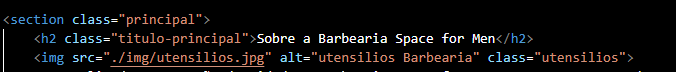 <section class="principal">
<h2 class="titulo-principal">Sobre a Barbearia Space for Men</h2>
<img src="./img/utensilios.jpg" alt="utensilios Barbearia" class="utensilios">